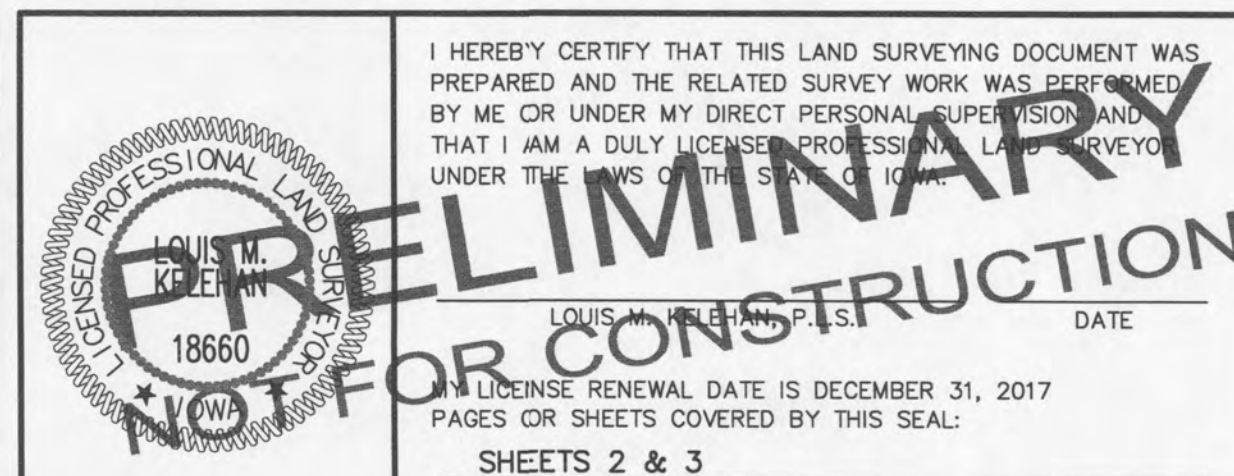 LICENSED PROFESSIONAL LAND SURVEYOR
LOUIS M.
KELEHAN
18660
IOWA
I HEREBY CERTIFY THAT THIS LAND SURVEYING DOCUMENT WAS
PREPARED AND THE RELATED SURVEY WORK WAS PERFORMED
BY ME OR UNDER MY DIRECT PERSONAL SUPERVISION AND
THAT I AM A DULY LICENSED PROFESSIONAL LAND SURVEYOR
UNDER THE LAWS OF THE STATE OF IOWA.
LOUIS M. KELEHAN, P.L.S. DATE
MY LICENSE RENEWAL DATE IS DECEMBER 31, 2017
PAGES OR SHEETS COVERED BY THIS SEAL:
SHEETS 2 & 3
PRELIMINARY
NOT FOR CONSTRUCTION